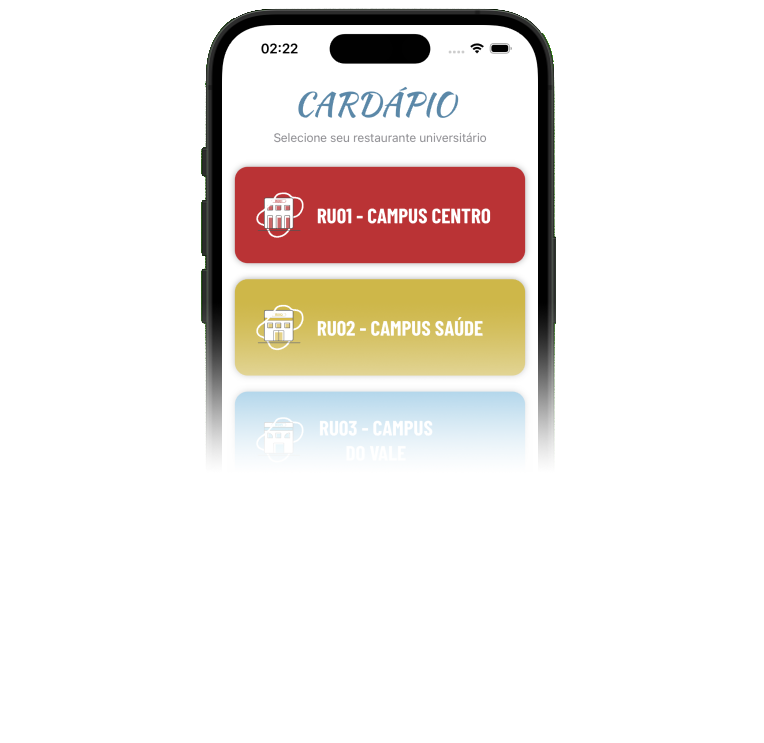 02:22
CARDÁPIO
Selecione seu restaurante universitário
RU01 - CAMPUS CENTRO
RU02 - CAMPUS SAÚDE
RU03 - CAMPUS
DO VALE